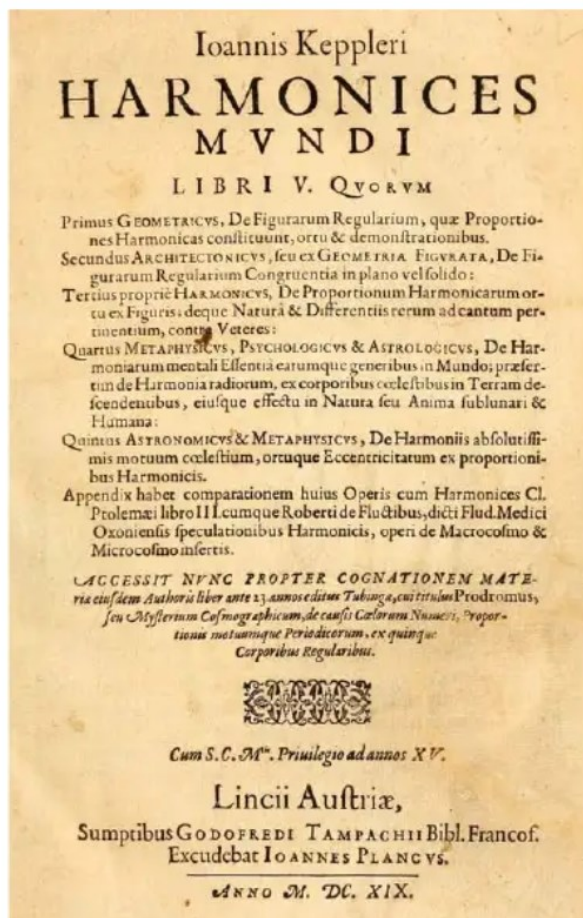 Ioannis Keppleri
HARMONICES
MVNDI
LIBRI V. QVORVM
Primus GEOMETRICVS, De Figurarum Regularium, quæ Proportio-
nes Harmonicas conſtituunt, ortu & demonſtrationibus.
Secundus ARCHITECTONICVS, ſeu ex GEOMETRIA FIGVRATA, De Fi-
gurarum Regularium Congruentia in plano vel ſolido:
Tertius propriè HARMONICVS, De Proportionum Harmonicarum or-
tu ex Figuris; deque Naturâ & Differentiis rerum ad cantum per-
tinentium, contra Veteres:
Quartus METAPHYSICVS, PSYCHOLOGICVS & ASTROLOGICVS, De Har-
moniarum mentali Eſſentiâ earumque generibus in Mundo; præſer-
tim de Harmonia radiorum, ex corporibus cœleſtibus in Terram de-
ſcendentibus, eiuſque effectu in Natura ſeu Anima ſublunari &
Humana:
Quintus ASTRONOMICVS & METAPHYSICVS, De Harmoniis abſolutiſſi-
mis motuum cœleſtium, ortuque Eccentricitatum ex proportioni-
bus Harmonicis.
Appendix habet comparationem huius Operis cum Harmonices Cl.
Ptolemæi libro III. cumque Roberti de Fluctibus, dicti Flud. Medici
Oxonienſis ſpeculationibus Harmonicis, operi de Macrocoſmo &
Microcoſmo inſertis.
ACCESSIT NVNC PROPTER COGNATIONEM MATE-
ria eiuſdem Authoris liber ante 23 annos editus Tubingæ, cui titulus Prodromus,
ſeu Myſterium Coſmographicum, de cauſis Cœlorum Numeri, Propor-
tionis motuumque Periodicorum, ex quinque
Corporibus Regularibus.
Cum S. C. Mtis. Priuilegio ad annos XV.
Lincii Auſtriæ,
Sumptibus GODOFREDI TAMPACHII Bibl. Francof.
Excudebat IOANNES PLANCVS.
ANNO M. DC. XIX.